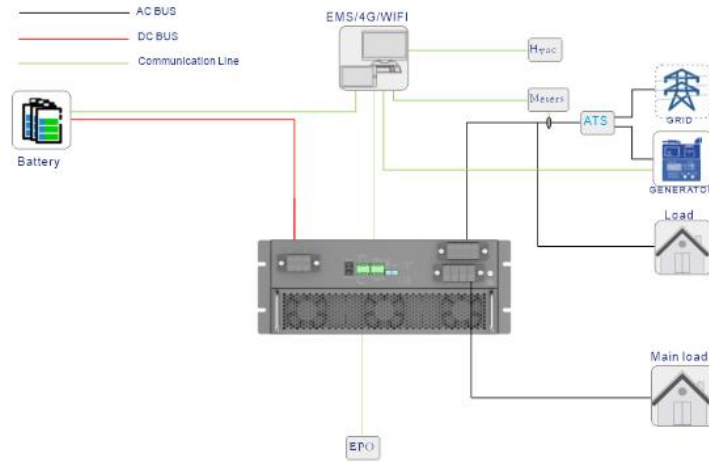 AC BUS
DC BUS
Communication Line
EMS/4G/WIFI
Hvac
Meters
ATS
GRID
GENERATOR
Battery
Load
Main load
EPO